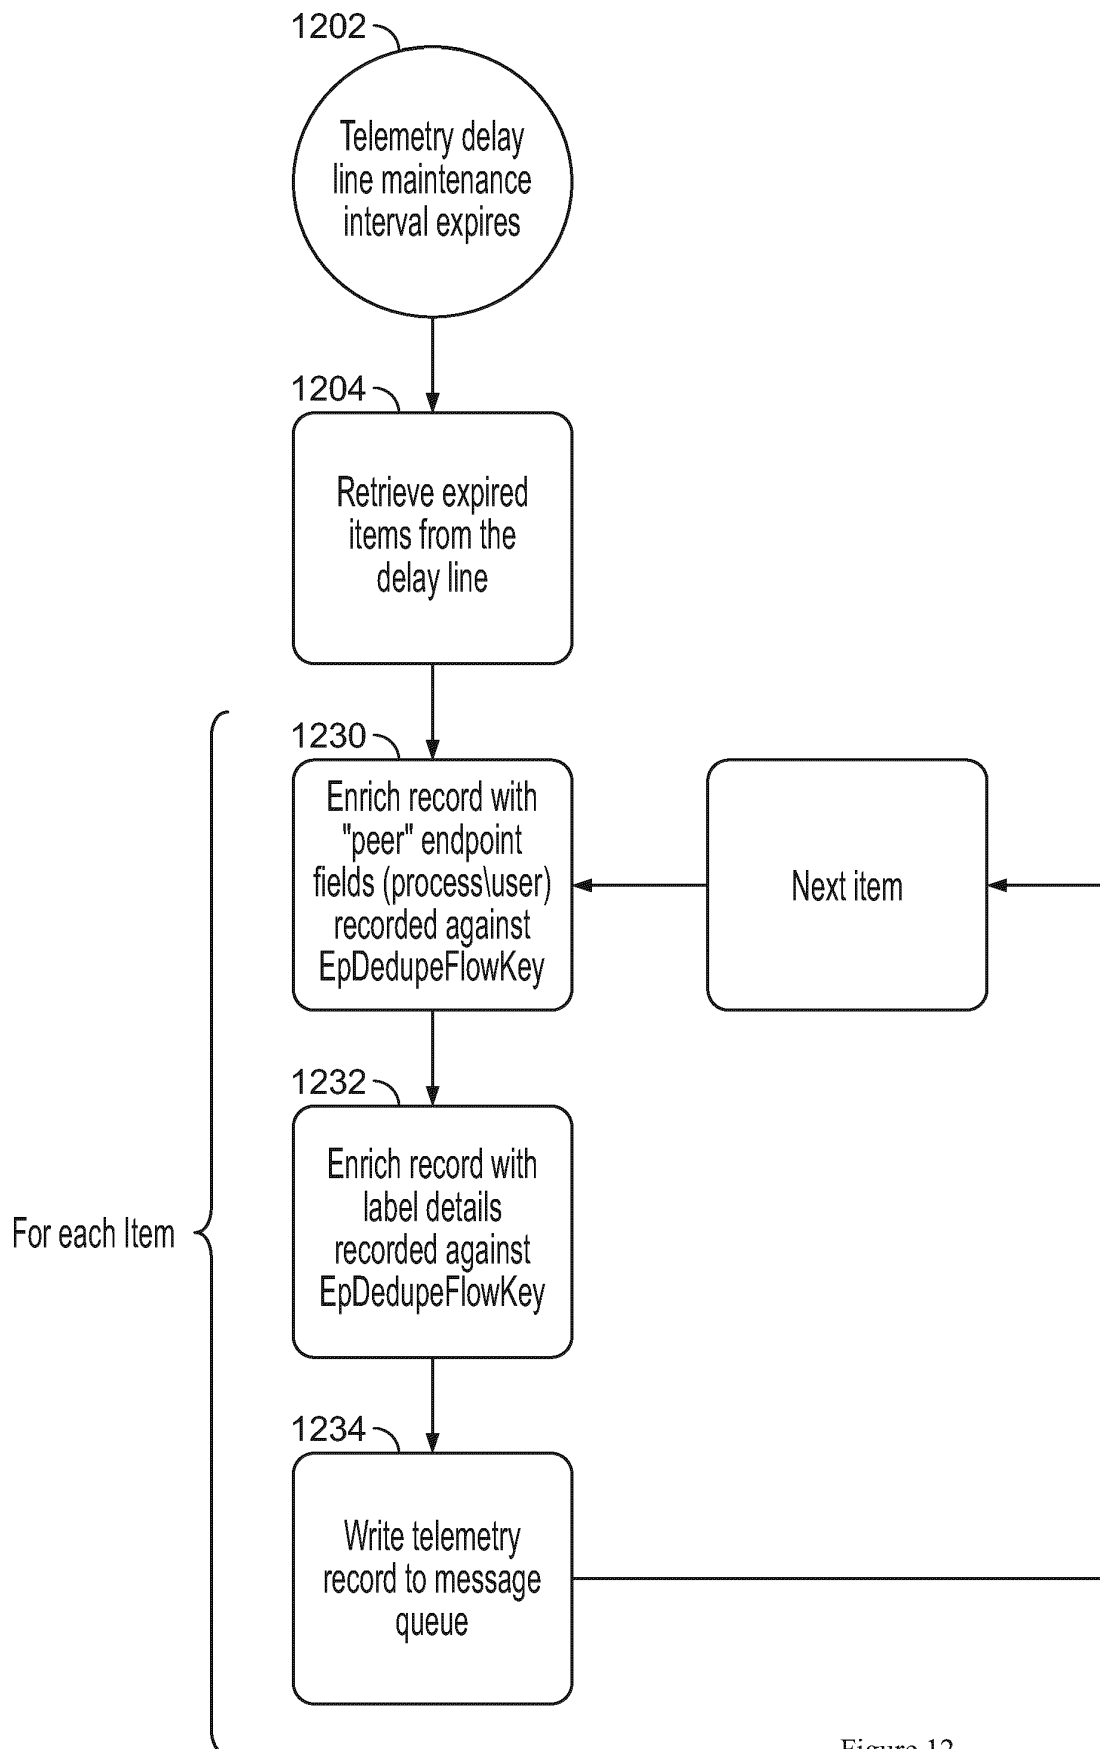 1202
Telemetry delay
line maintenance
interval expires
1204
Retrieve expired
items from the
delay line
1230
Enrich record with
"peer" endpoint
fields (process\user)
recorded against
EpDedupeFlowKey
Next item
1232
Enrich record with
label details
recorded against
EpDedupeFlowKey
For each Item
1234
Write telemetry
record to message
queue
Figure 12